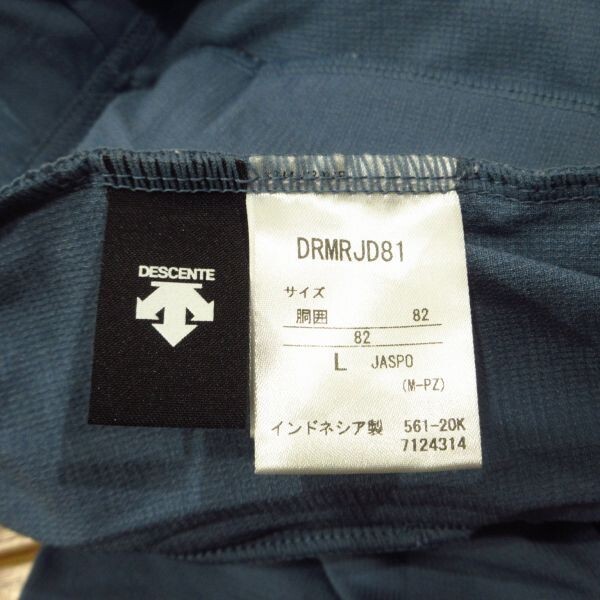 DESCENTE
DRMRJD81
サイズ
胴囲 82
82
L JASPO
(M-PZ)
インドネシア製 561-20K
7124314